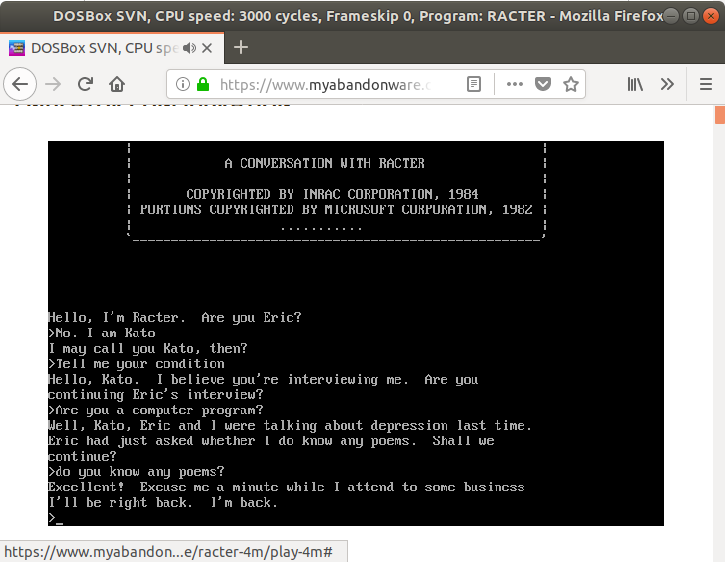 DOSBox SVN, CPU speed: 3000 cycles, Frameskip 0, Program: RACTER - Mozilla Firefox
DOSBox SVN, CPU spe
https://www.myabandonware.c
A CONVERSATION WITH RACTER
COPYRIGHTED BY INRAC CORPORATION, 1984
PORTIONS COPYRIGHTED BY MICROSOFT CORPORATION, 1982
...........
Hello, I'm Racter.  Are you Eric?
>No. I am Kato
I may call you Kato, then?
>Tell me your condition
Hello, Kato.  I believe you're interviewing me.  Are you
continuing Eric's interview?
>Are you a computer program?
Well, Kato, Eric and I were talking about depression last time.
Eric had just asked whether I do know any poems.  Shall we
continue?
>do you know any poems?
Excellent!  Excuse me a minute while I attend to some business
I'll be right back.  I'm back.
>_
https://www.myabandon...e/racter-4m/play-4m#